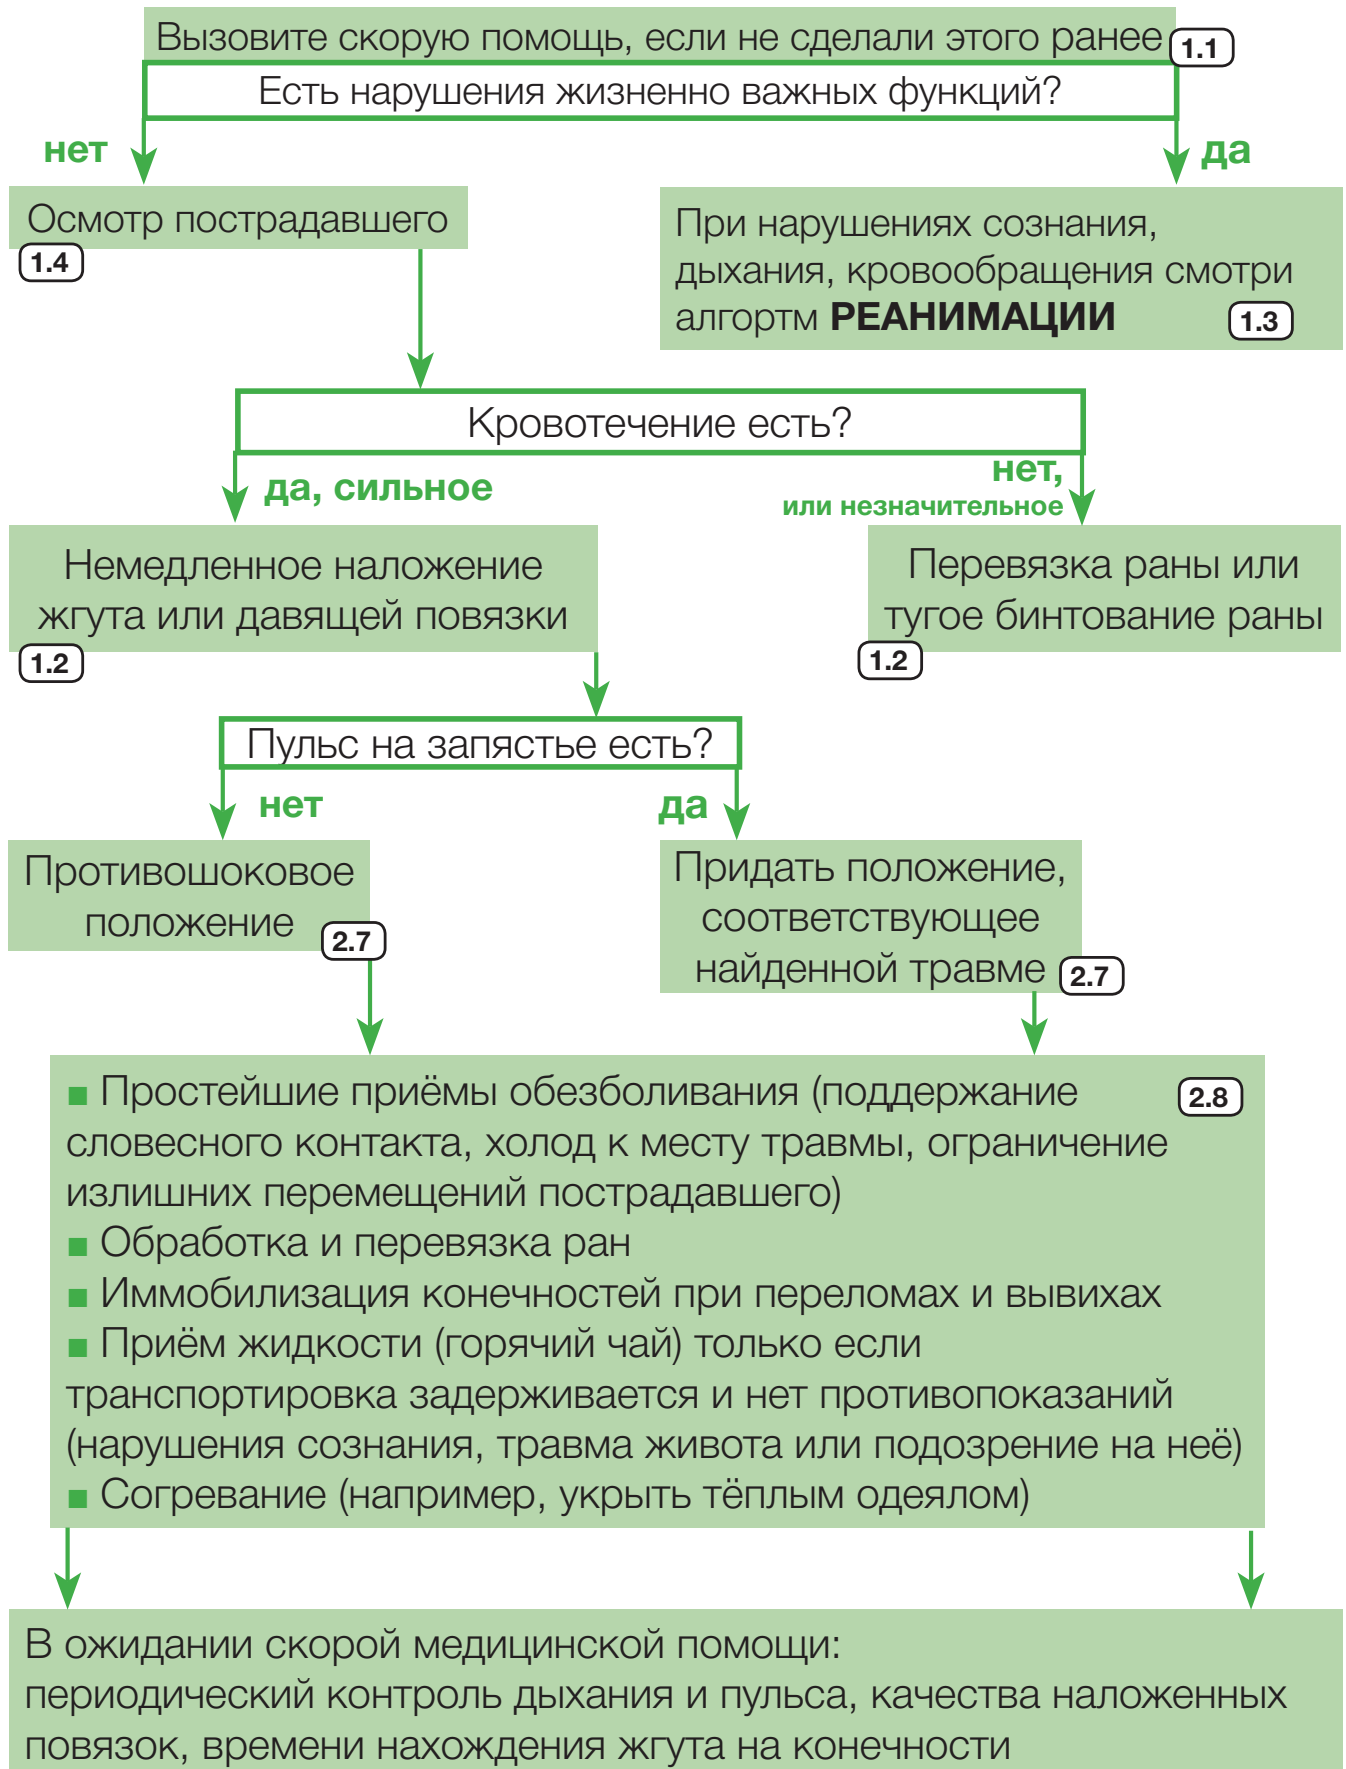 Вызовите скорую помощь, если не сделали этого ранее 1.1
Есть нарушения жизненно важных функций?
нет
да
Осмотр пострадавшего
1.4
При нарушениях сознания,
дыхания, кровообращения смотри
алгортм РЕАНИМАЦИИ 1.3
Кровотечение есть?
да, сильное
нет,
или незначительное
Немедленное наложение
жгута или давящей повязки
1.2
Перевязка раны или
тугое бинтование раны
1.2
Пульс на запястье есть?
нет
да
Противошоковое
положение 2.7
Придать положение,
соответствующее
найденной травме 2.7
■ Простейшие приёмы обезболивания (поддержание 2.8
словесного контакта, холод к месту травмы, ограничение
излишних перемещений пострадавшего)
■ Обработка и перевязка ран
■ Иммобилизация конечностей при переломах и вывихах
■ Приём жидкости (горячий чай) только если
транспортировка задерживается и нет противопоказаний
(нарушения сознания, травма живота или подозрение на неё)
■ Согревание (например, укрыть тёплым одеялом)
В ожидании скорой медицинской помощи:
периодический контроль дыхания и пульса, качества наложенных
повязок, времени нахождения жгута на конечности